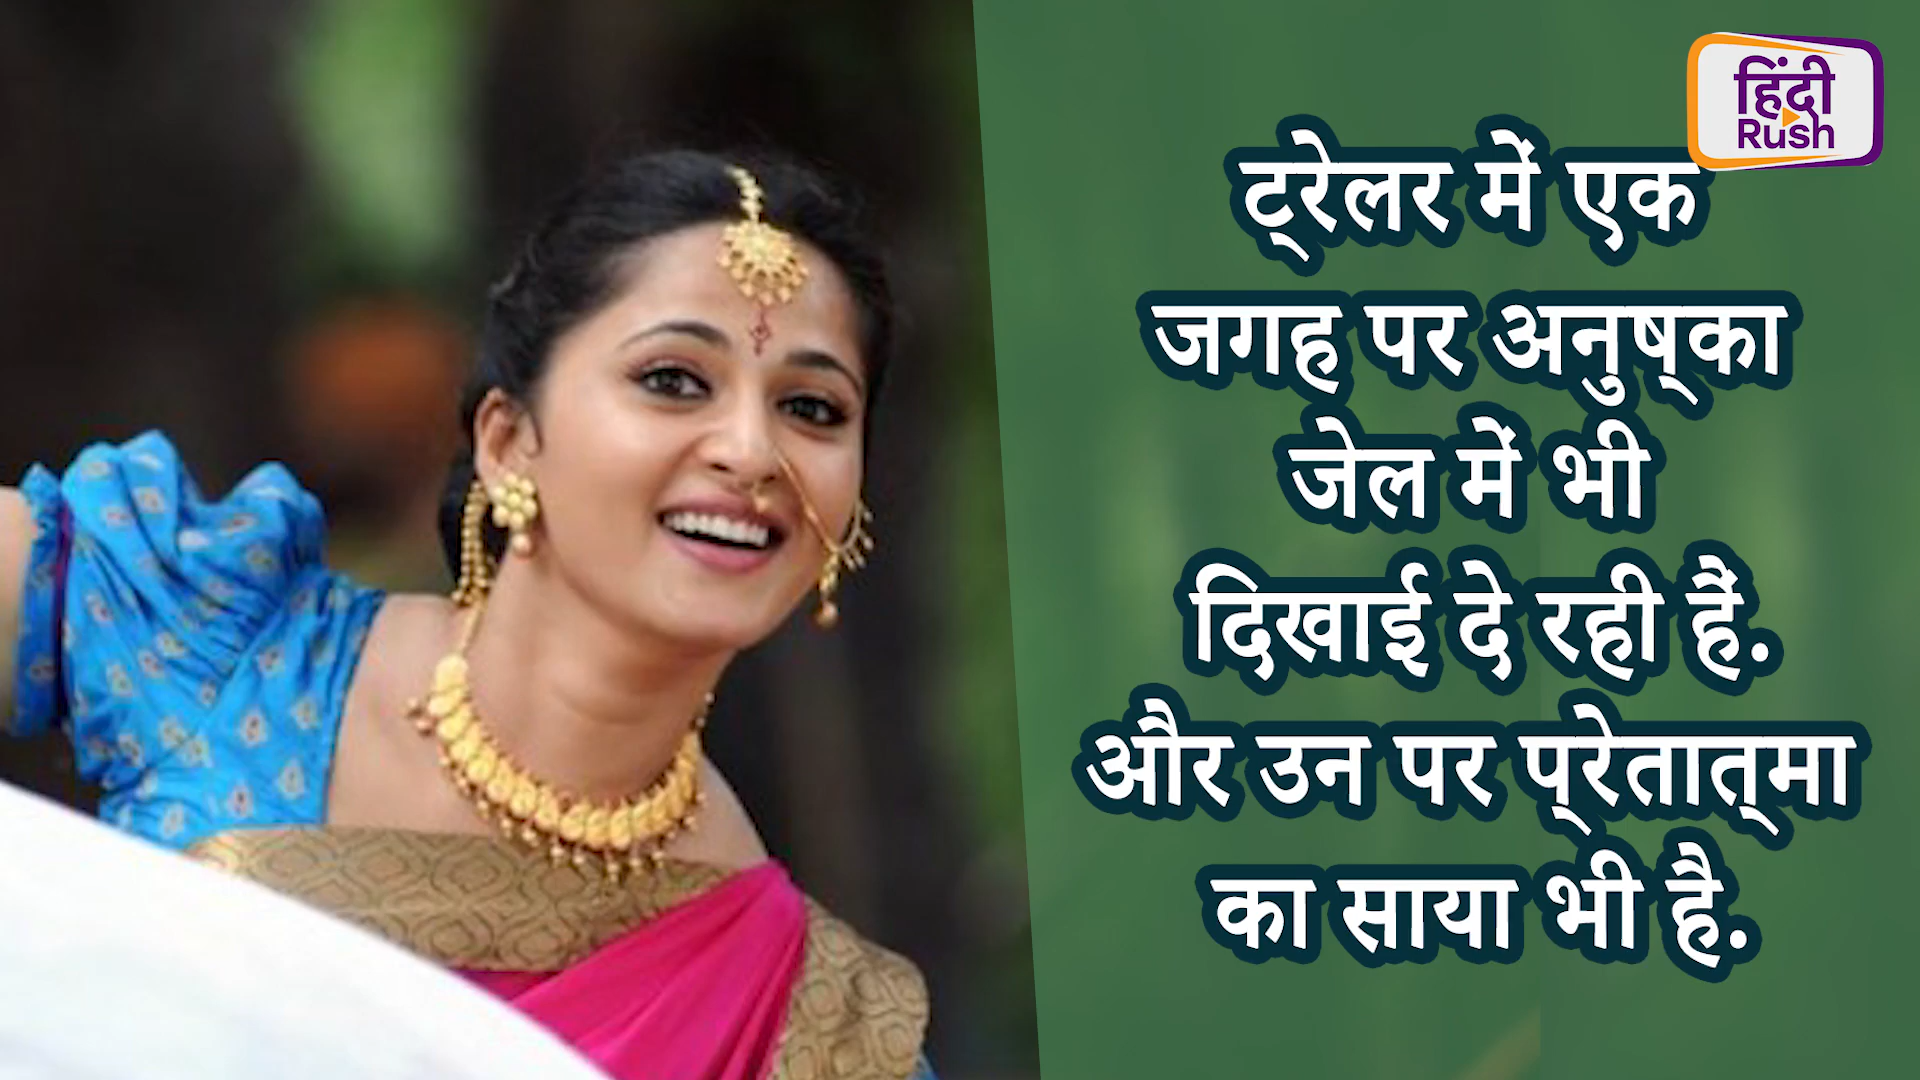 हिंदी
Rush
ट्‌रेलर में एक
जगह पर अनुष्‌का
जेल में भी
दिखाई दे रही हैं.
और उन पर प्‌रेतात्‌मा
का साया भी है.